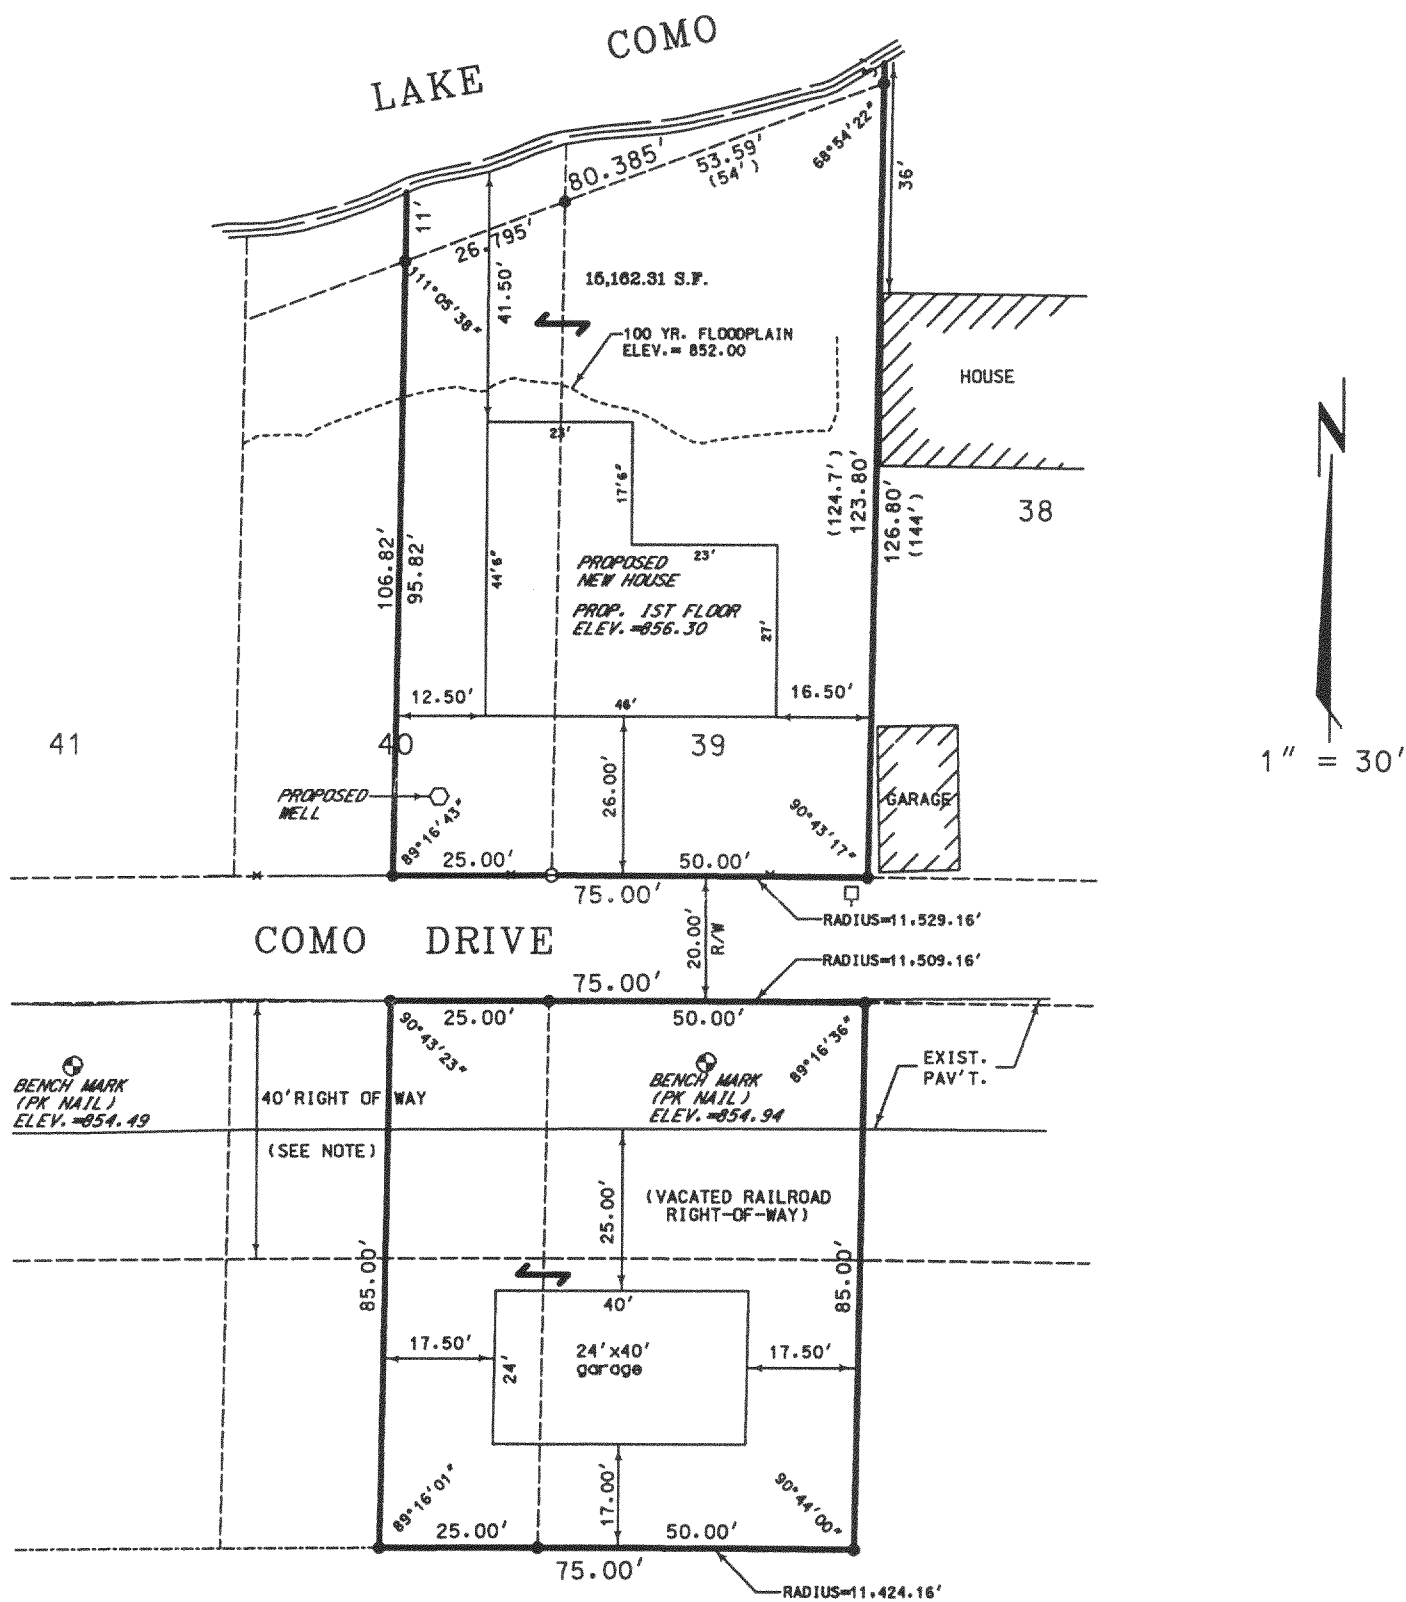 LAKE COMO
80.385'
53.59'
(54')
68°54'22"
3'
36'
11'
26.795'
111°05'38"
41.50'
15,162.31 S.F.
100 YR. FLOODPLAIN
ELEV.= 852.00
HOUSE
23'
17'6"
(124.7')
123.80'
126.80'
(144')
38
N
106.82'
95.82'
44'6"
23'
PROPOSED
NEW HOUSE
PROP. 1ST FLOOR
ELEV.=856.30
27'
12.50'
46'
16.50'
41
40
39
1" = 30'
PROPOSED
WELL
89°16'43"
26.00'
90°43'17"
GARAGE
25.00'
50.00'
75.00'
RADIUS=11,529.16'
COMO DRIVE
20.00'
R/W
RADIUS=11,509.16'
75.00'
25.00'
50.00'
90°43'23"
89°16'36"
EXIST.
PAV'T.
BENCH MARK
(PK NAIL)
ELEV.=854.49
40'RIGHT OF WAY
BENCH MARK
(PK NAIL)
ELEV.=854.94
(SEE NOTE)
25.00'
(VACATED RAILROAD
RIGHT-OF-WAY)
85.00'
85.00'
40'
17.50'
24'
24'x40'
garage
17.50'
89°16'01"
17.00'
90°44'00"
25.00'
50.00'
75.00'
RADIUS=11,424.16'